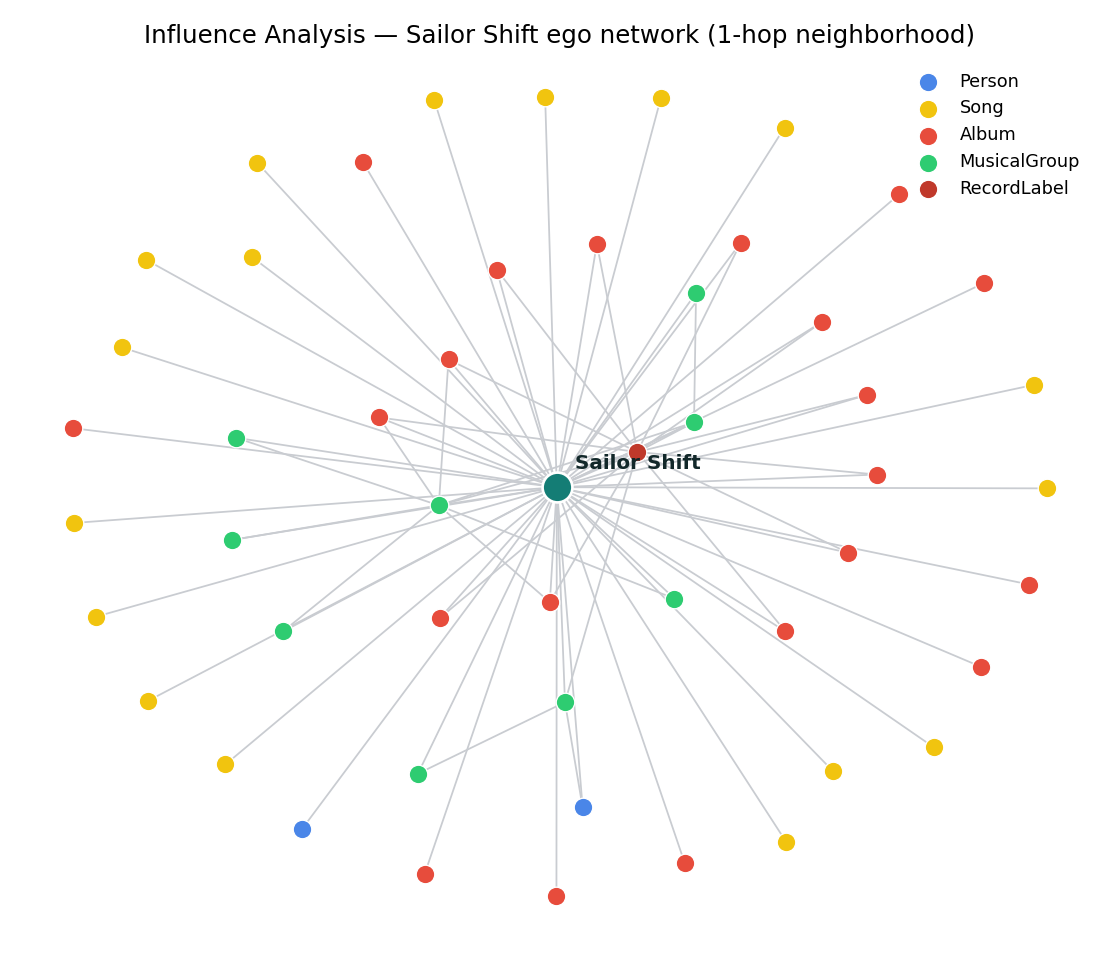 Influence Analysis — Sailor Shift ego network (1-hop neighborhood)
Person
Song
Album
MusicalGroup
RecordLabel
Sailor Shift